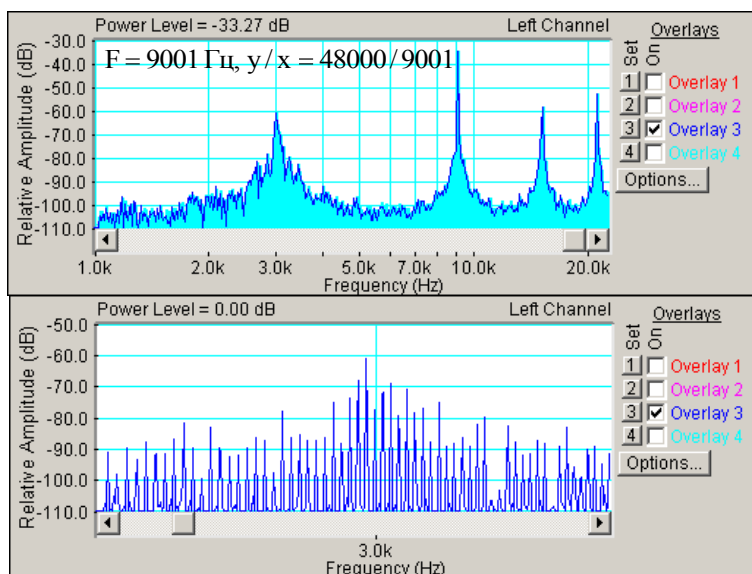 Power Level = -33.27 dB Left Channel
Overlays
Set On
-30.0
-40.0
-50.0
-60.0
-70.0
-80.0
-90.0
-100.0
-110.0
Relative Amplitude (dB)
F = 9001 Гц, y / x = 48000 / 9001
1 Overlay 1
2 Overlay 2
3 Overlay 3
4 Overlay 4
Options...
1.0k 2.0k 3.0k 5.0k 7.0k 10.0k 20.0k
Frequency (Hz)
Power Level = 0.00 dB Left Channel
Overlays
Set On
-50.0
-60.0
-70.0
-80.0
-90.0
-100.0
-110.0
Relative Amplitude (dB)
1 Overlay 1
2 Overlay 2
3 Overlay 3
4 Overlay 4
Options...
3.0k
Frequency (Hz)